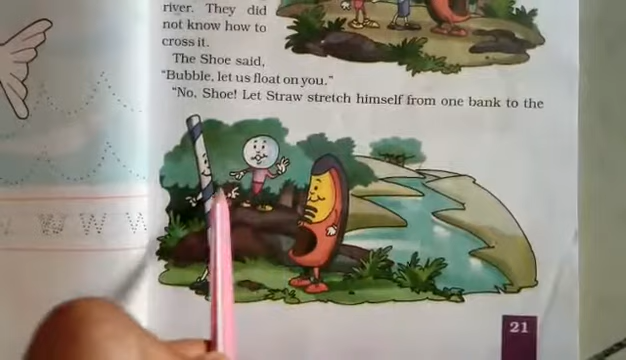 river. They did
not know how to
cross it.
The Shoe said,
"Bubble, let us float on you."
"No, Shoe! Let Straw stretch himself from one bank to the
W W W
21